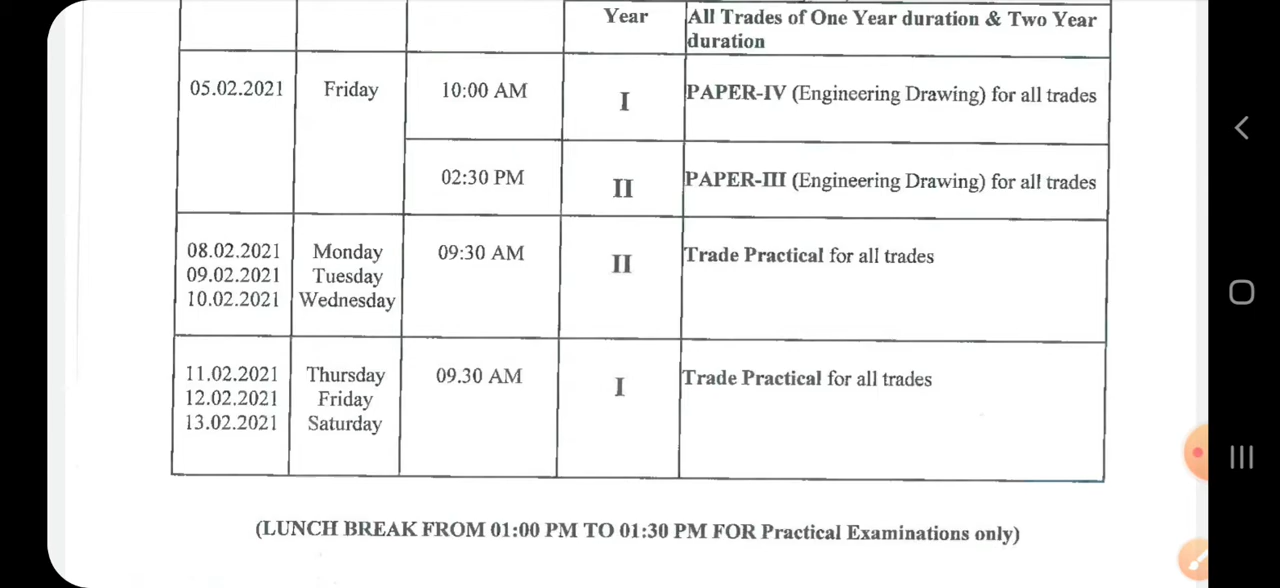 Year All Trades of One Year duration & Two Year
duration
05.02.2021 Friday 10:00 AM I PAPER-IV (Engineering Drawing) for all trades
02:30 PM II PAPER-III (Engineering Drawing) for all trades
08.02.2021 Monday 09:30 AM II Trade Practical for all trades
09.02.2021 Tuesday
10.02.2021 Wednesday
11.02.2021 Thursday 09.30 AM I Trade Practical for all trades
12.02.2021 Friday
13.02.2021 Saturday
(LUNCH BREAK FROM 01:00 PM TO 01:30 PM FOR Practical Examinations only)